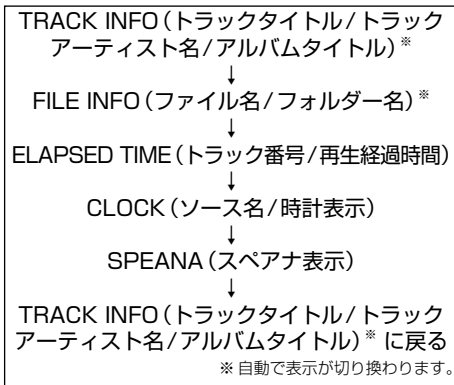 TRACK INFO（トラックタイトル/トラック
アーティスト名/アルバムタイトル）※
↓
FILE INFO（ファイル名/フォルダー名）※
↓
ELAPSED TIME（トラック番号/再生経過時間）
↓
CLOCK（ソース名/時計表示）
↓
SPEANA（スペアナ表示）
↓
TRACK INFO（トラックタイトル/トラック
アーティスト名/アルバムタイトル）※ に戻る
※ 自動で表示が切り換わります。